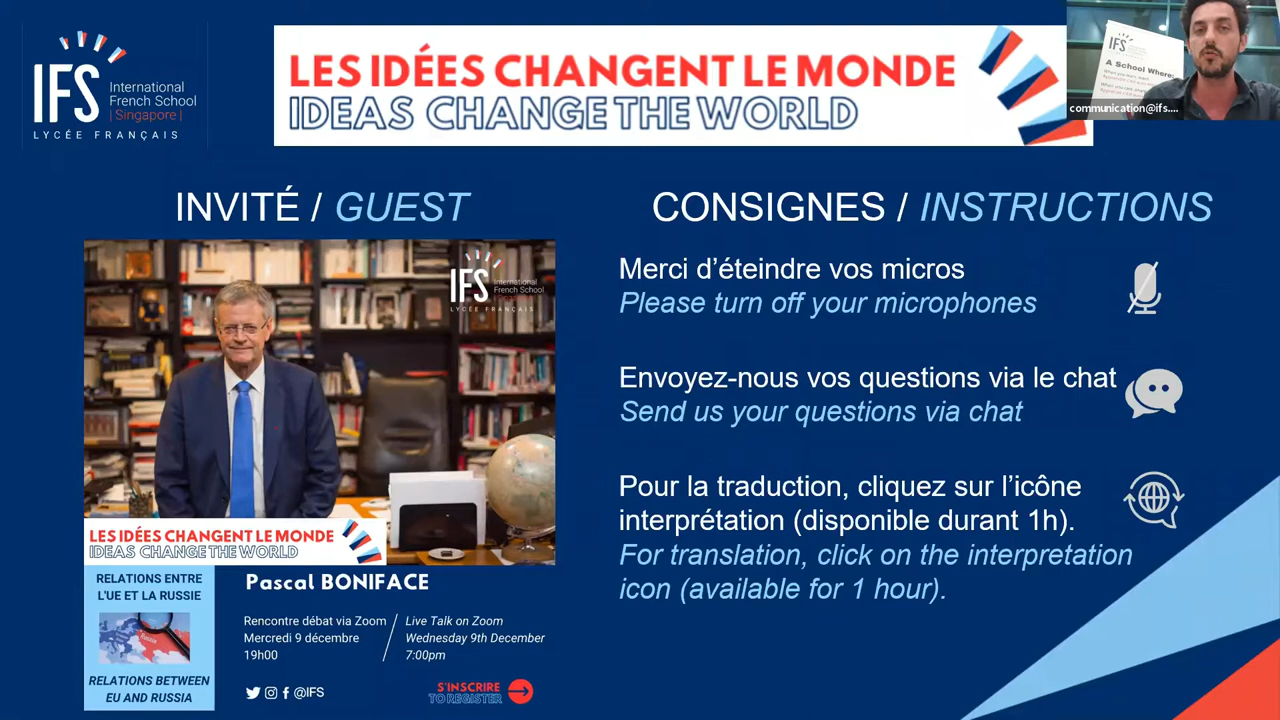 IFS
International
French School
| Singapore |
LYCÉE FRANÇAIS
LES IDÉES CHANGENT LE MONDE
IDEAS CHANGE THE WORLD
IFS
A School Where:
communication@ifs....
INVITÉ / GUEST
IFS
International
French School
LYCÉE FRANÇAIS
LES IDÉES CHANGENT LE MONDE
IDEAS CHANGE THE WORLD
RELATIONS ENTRE
L'UE ET LA RUSSIE
Russia
RELATIONS BETWEEN
EU AND RUSSIA
Pascal BONIFACE
Rencontre débat via Zoom
Mercredi 9 décembre
19h00
Live Talk on Zoom
Wednesday 9th December
7:00pm
@IFS
S'INSCRIRE
TO REGISTER
CONSIGNES / INSTRUCTIONS
Merci d’éteindre vos micros
Please turn off your microphones
Envoyez-nous vos questions via le chat
Send us your questions via chat
Pour la traduction, cliquez sur l’icône
interprétation (disponible durant 1h).
For translation, click on the interpretation
icon (available for 1 hour).